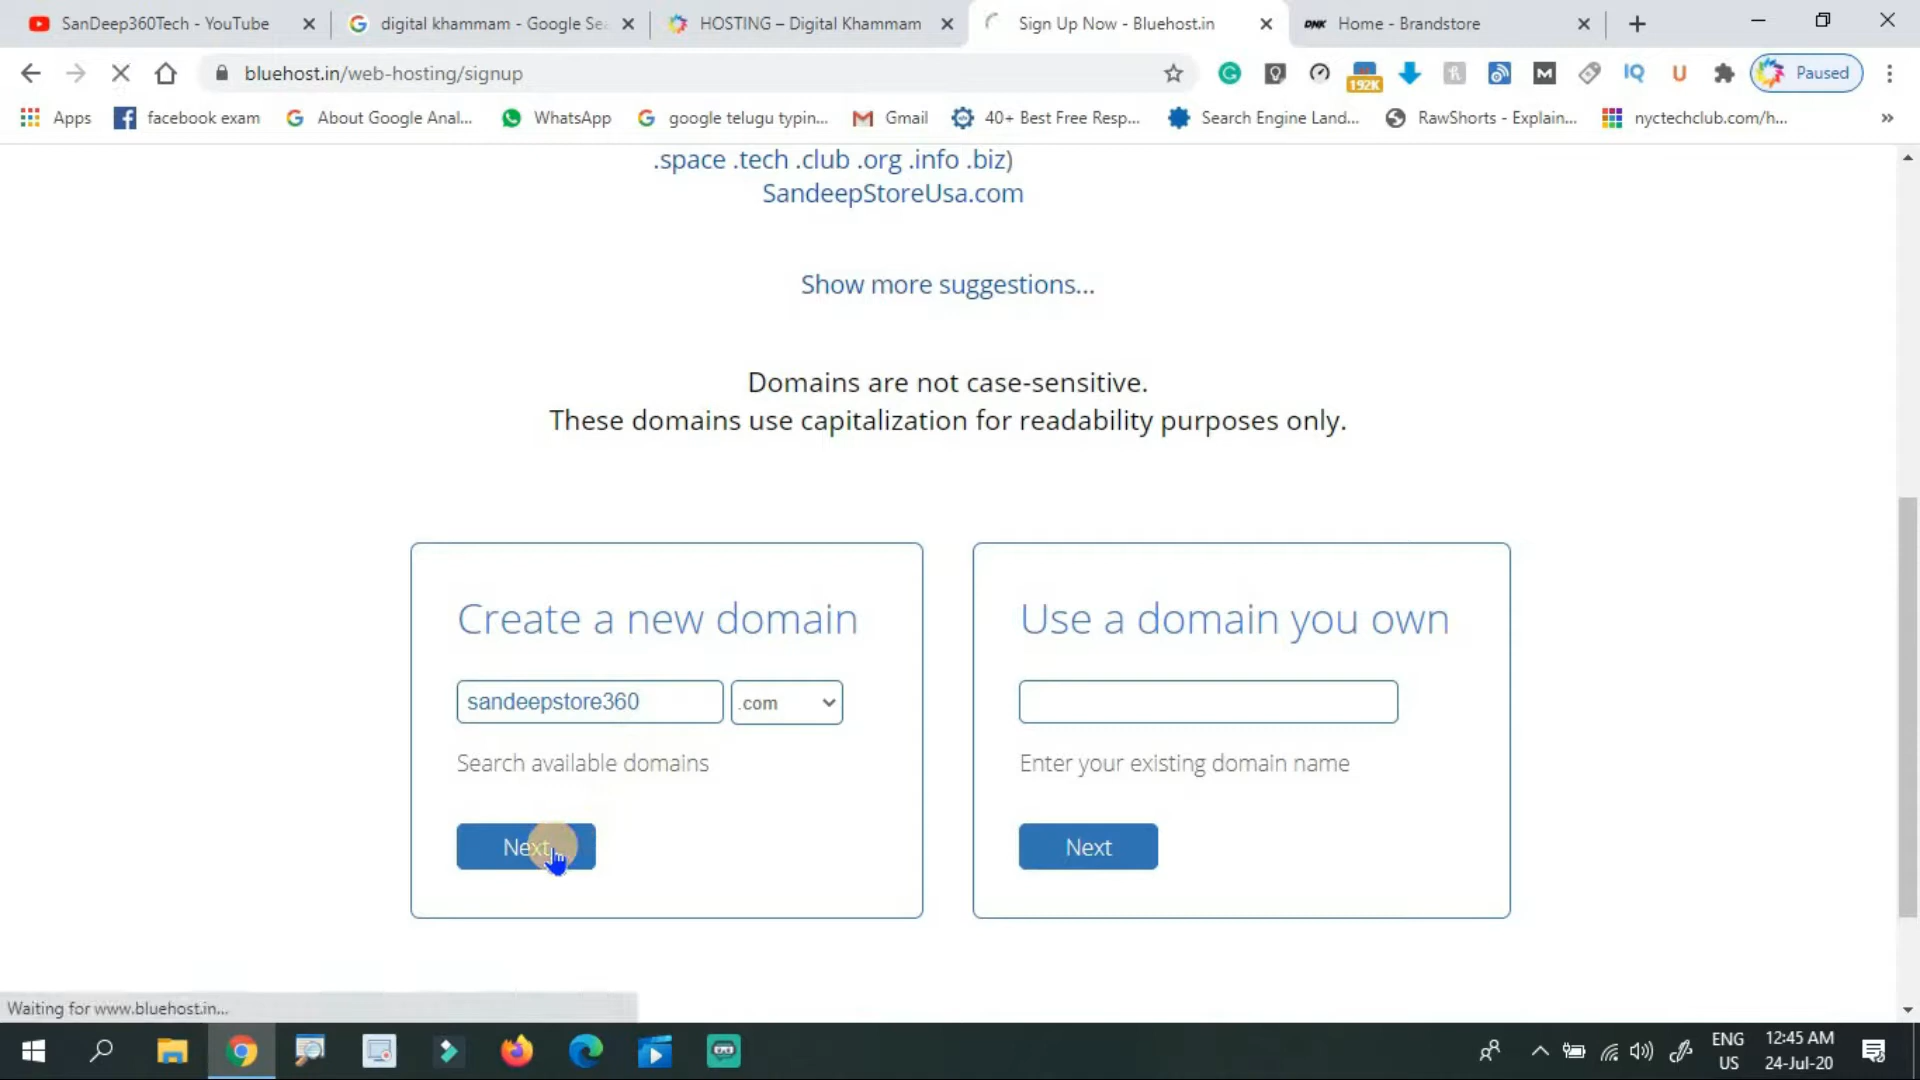 SanDeep360Tech - YouTube
digital khammam - Google Se
HOSTING – Digital Khammam
Sign Up Now - Bluehost.in
DNK Home - Brandstore
bluehost.in/web-hosting/signup
192K
M
IQ
U
Paused
Apps
facebook exam
About Google Anal...
WhatsApp
google telugu typin...
Gmail
40+ Best Free Resp...
Search Engine Land...
RawShorts - Explain...
nyctechclub.com/h...
.space .tech .club .org .info .biz)
SandeepStoreUsa.com
Show more suggestions...
Domains are not case-sensitive.
These domains use capitalization for readability purposes only.
Create a new domain
sandeepstore360
.com
Search available domains
Next
Use a domain you own
Enter your existing domain name
Next
Waiting for www.bluehost.in...
ENG
US
12:45 AM
24-Jul-20